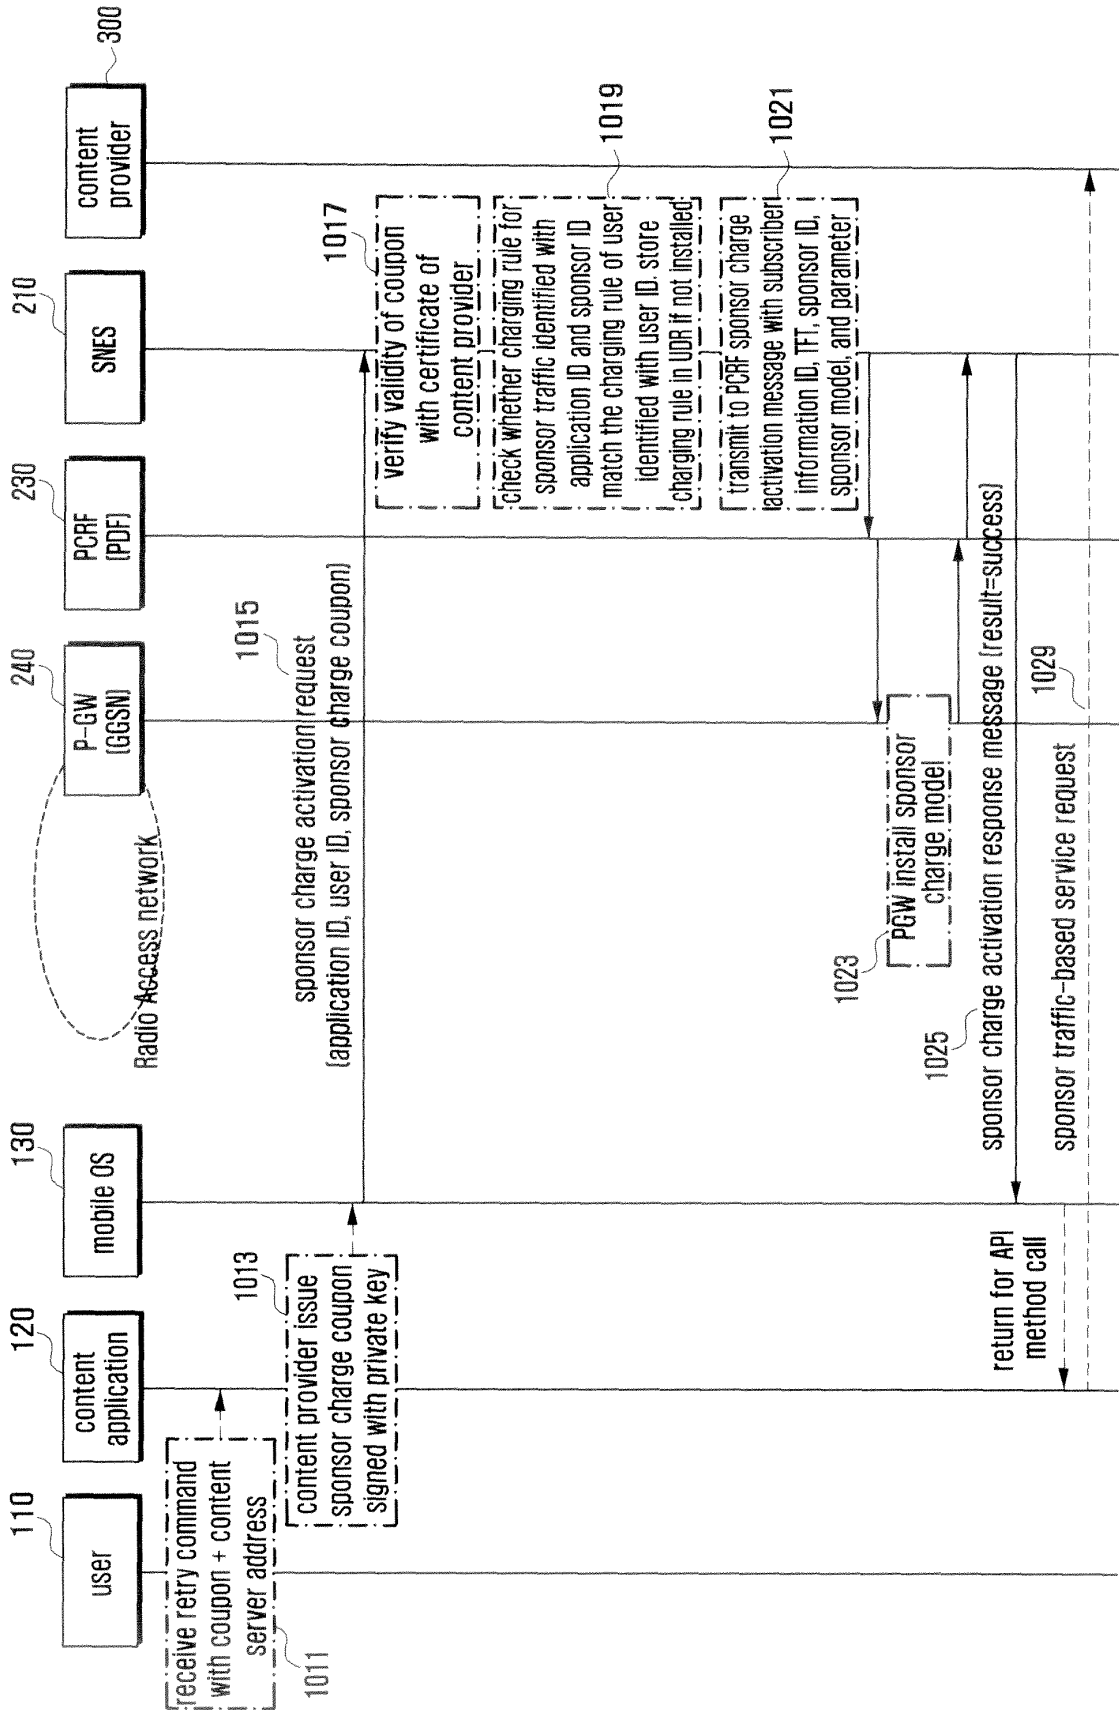 110
user
120
content
application
130
mobile OS
Radio Access network
240
P-GW
(GGSN)
230
PCRF
(PDF)
210
SNES
300
content
provider
receive retry command
with coupon + content
server address
1011
1013
content provider issue
sponsor charge coupon
signed with private key
1015
sponsor charge activation request
(application ID, user ID, sponsor charge coupon)
1017
verify validity of coupon
with certificate of
content provider
check whether charging rule for
sponsor traffic identified with
application ID and sponsor ID
match the charging rule of user
identified with user ID. store
charging rule in UDR if not installed
1019
transmit to PCRF sponsor charge
activation message with subscriber
information ID, TFT, sponsor ID,
sponsor model, and parameter
1021
PGW install sponsor
charge model
1023
1025
sponsor charge activation response message (result=success)
return for API
method call
sponsor traffic-based service request
1029